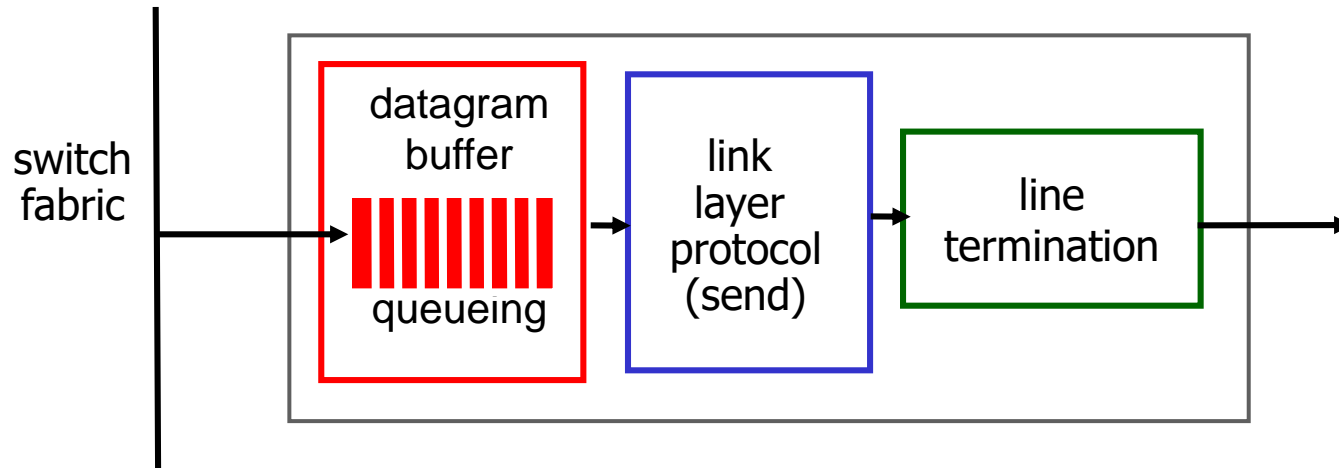 switch
fabric
datagram
buffer
queueing
link
layer
protocol
(send)
line
termination